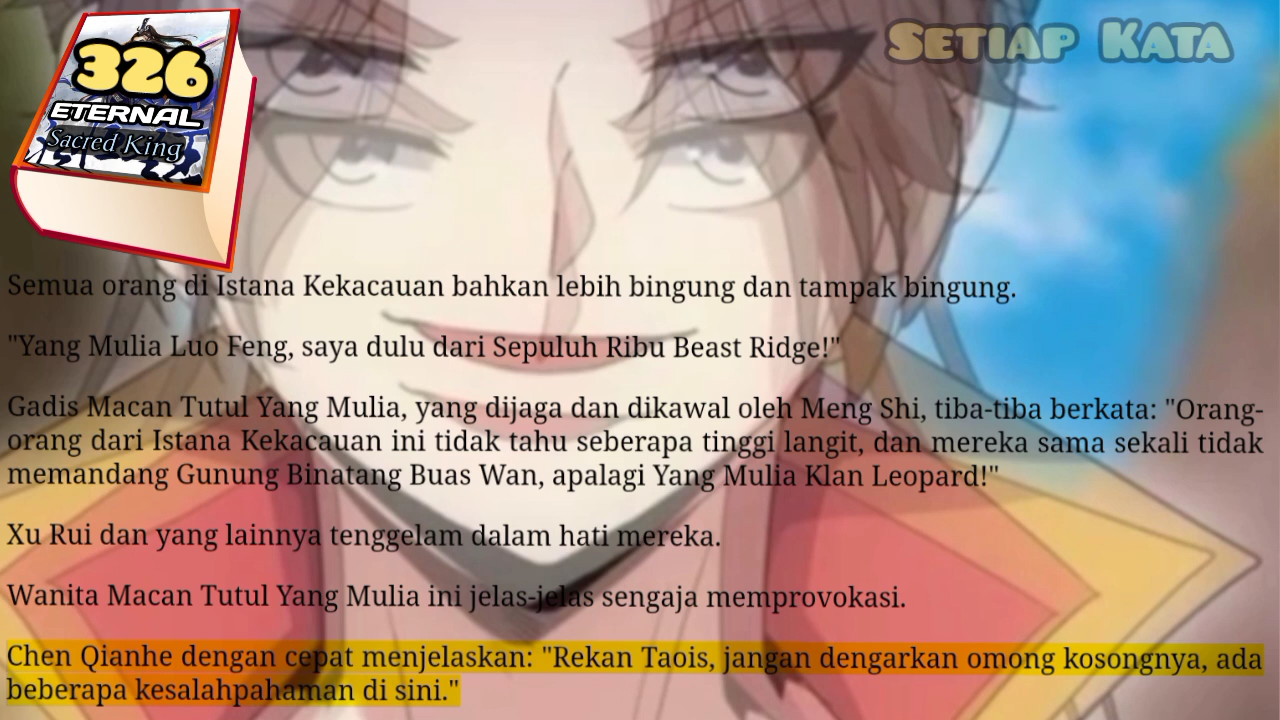 326
ETERNAL
Sacred King
Setiap Kata
Semua orang di Istana Kekacauan bahkan lebih bingung dan tampak bingung.
"Yang Mulia Luo Feng, saya dulu dari Sepuluh Ribu Beast Ridge!"
Gadis Macan Tutul Yang Mulia, yang dijaga dan dikawal oleh Meng Shi, tiba-tiba berkata: "Orang-
orang dari Istana Kekacauan ini tidak tahu seberapa tinggi langit, dan mereka sama sekali tidak
memandang Gunung Binatang Buas Wan, apalagi Yang Mulia Klan Leopard!"
Xu Rui dan yang lainnya tenggelam dalam hati mereka.
Wanita Macan Tutul Yang Mulia ini jelas-jelas sengaja memprovokasi.
Chen Qianhe dengan cepat menjelaskan: "Rekan Taois, jangan dengarkan omong kosongnya, ada
beberapa kesalahpahaman di sini."